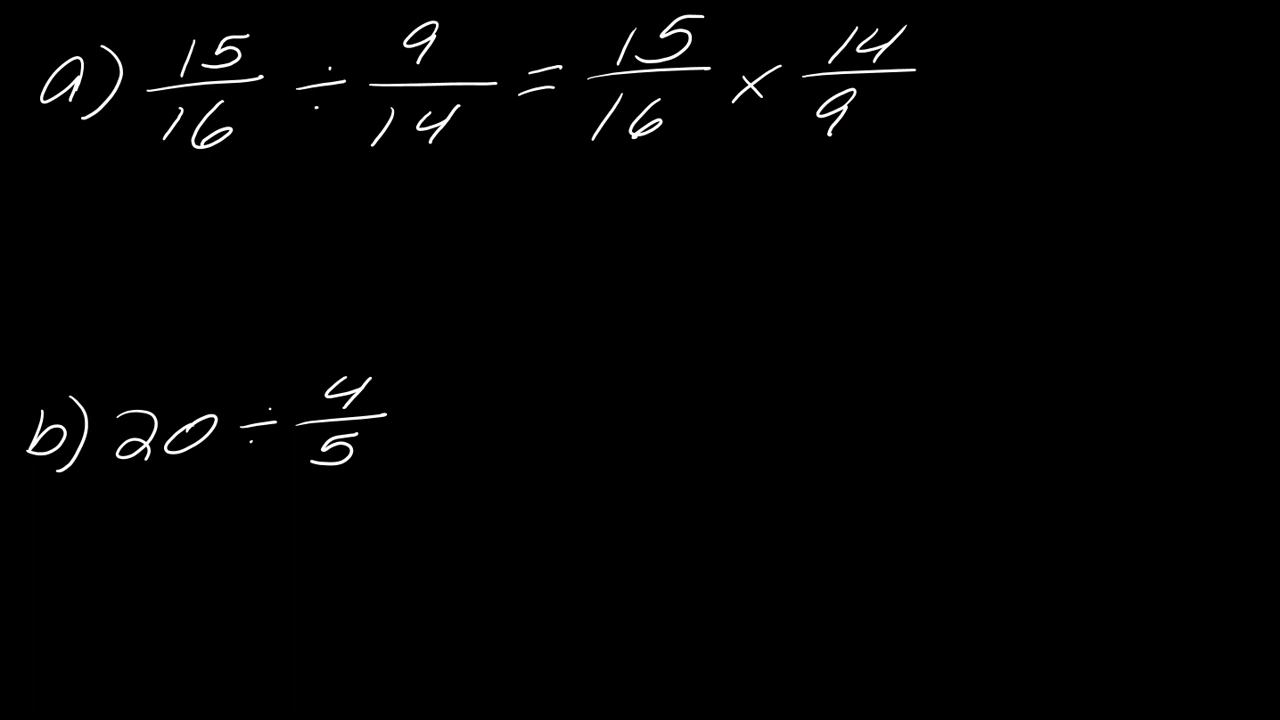 a) 15/16 ÷ 9/14 = 15/16 × 14/9
b) 20 ÷ 4/5